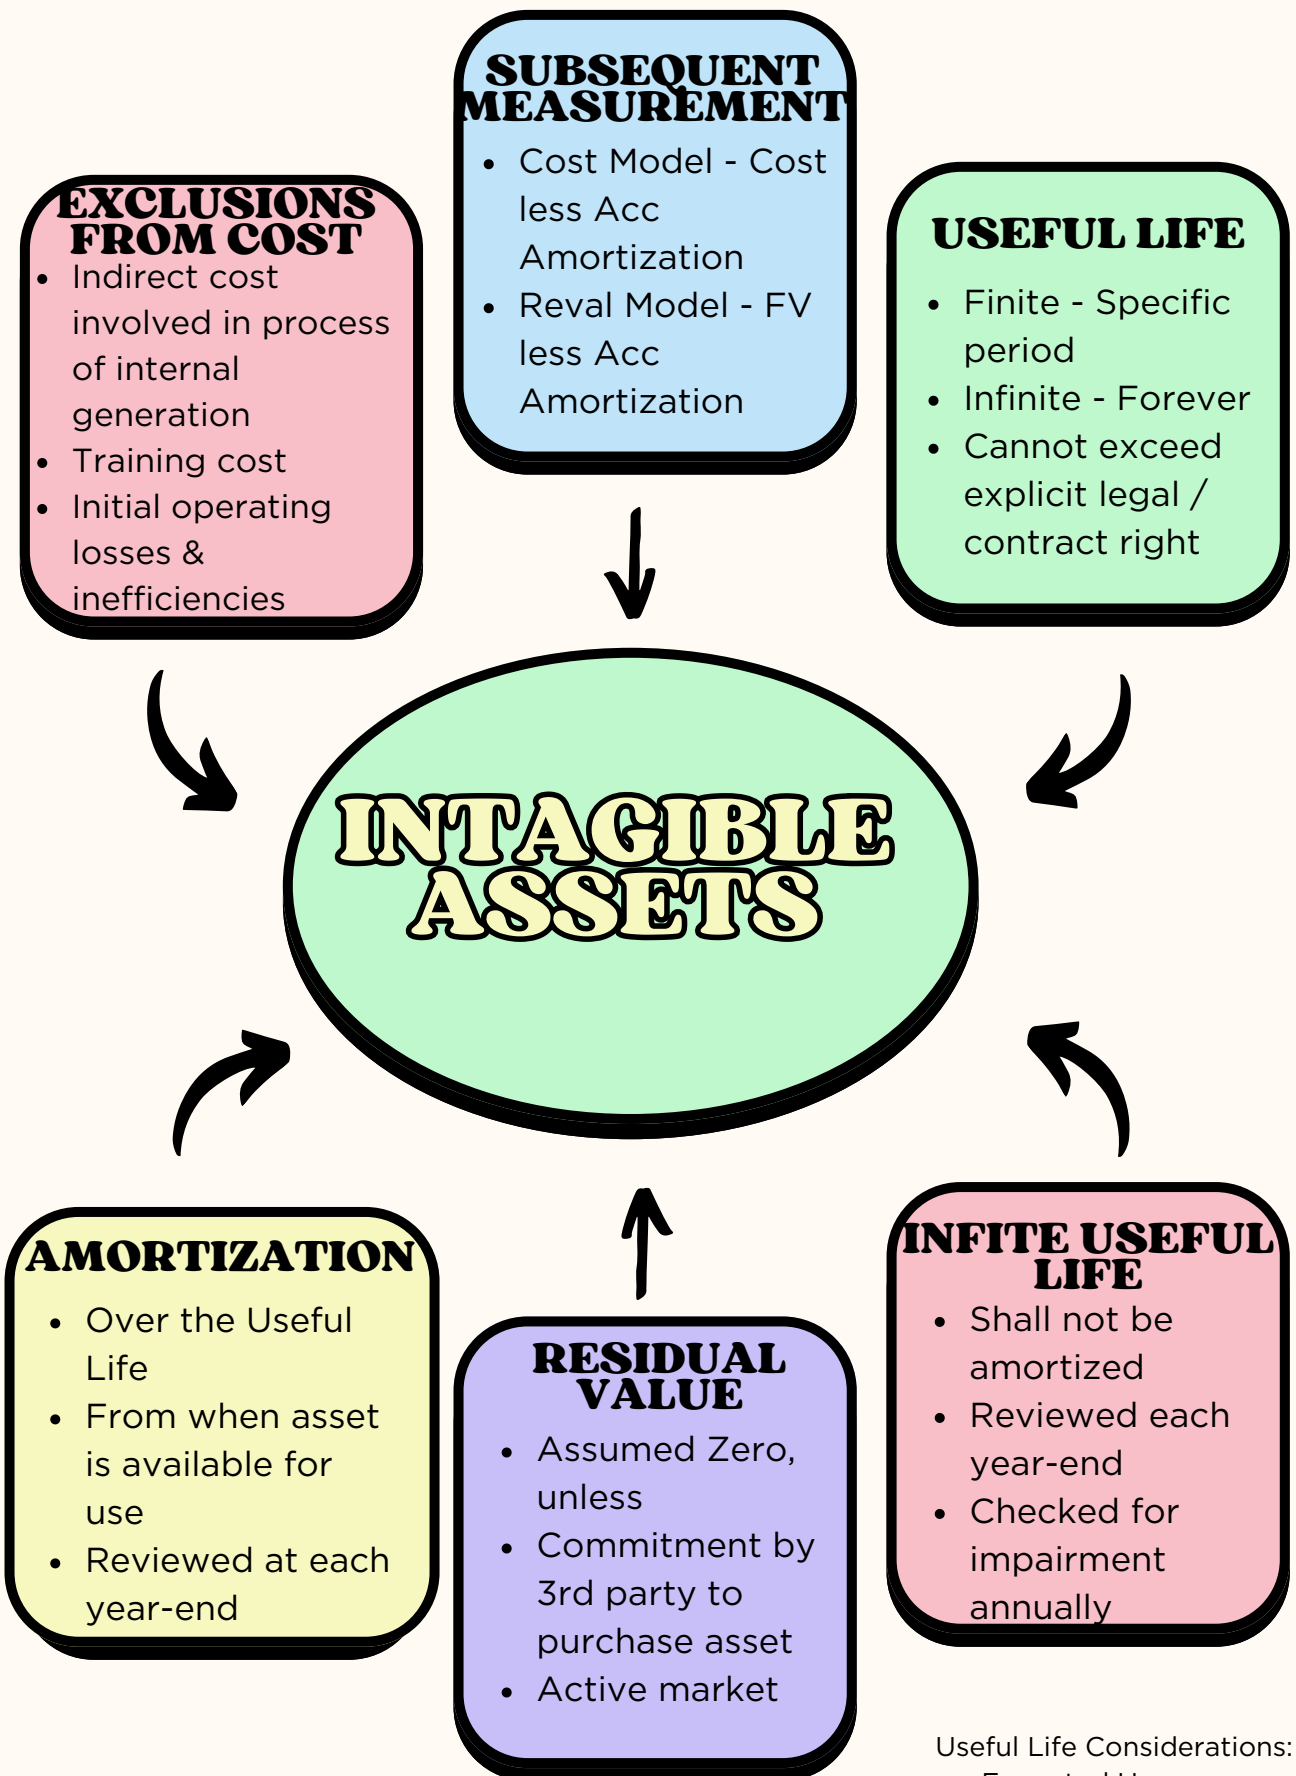 SUBSEQUENT
MEASUREMENT
• Cost Model - Cost
less Acc
Amortization
• Reval Model - FV
less Acc
Amortization
EXCLUSIONS
FROM COST
• Indirect cost
involved in process
of internal
generation
• Training cost
• Initial operating
losses &
inefficiencies
USEFUL LIFE
• Finite - Specific
period
• Infinite - Forever
• Cannot exceed
explicit legal /
contract right
INTAGIBLE
ASSETS
AMORTIZATION
• Over the Useful
Life
• From when asset
is available for
use
• Reviewed at each
year-end
RESIDUAL
VALUE
• Assumed Zero,
unless
• Commitment by
3rd party to
purchase asset
• Active market
INFITE USEFUL
LIFE
• Shall not be
amortized
• Reviewed each
year-end
• Checked for
impairment
annually
Useful Life Considerations: